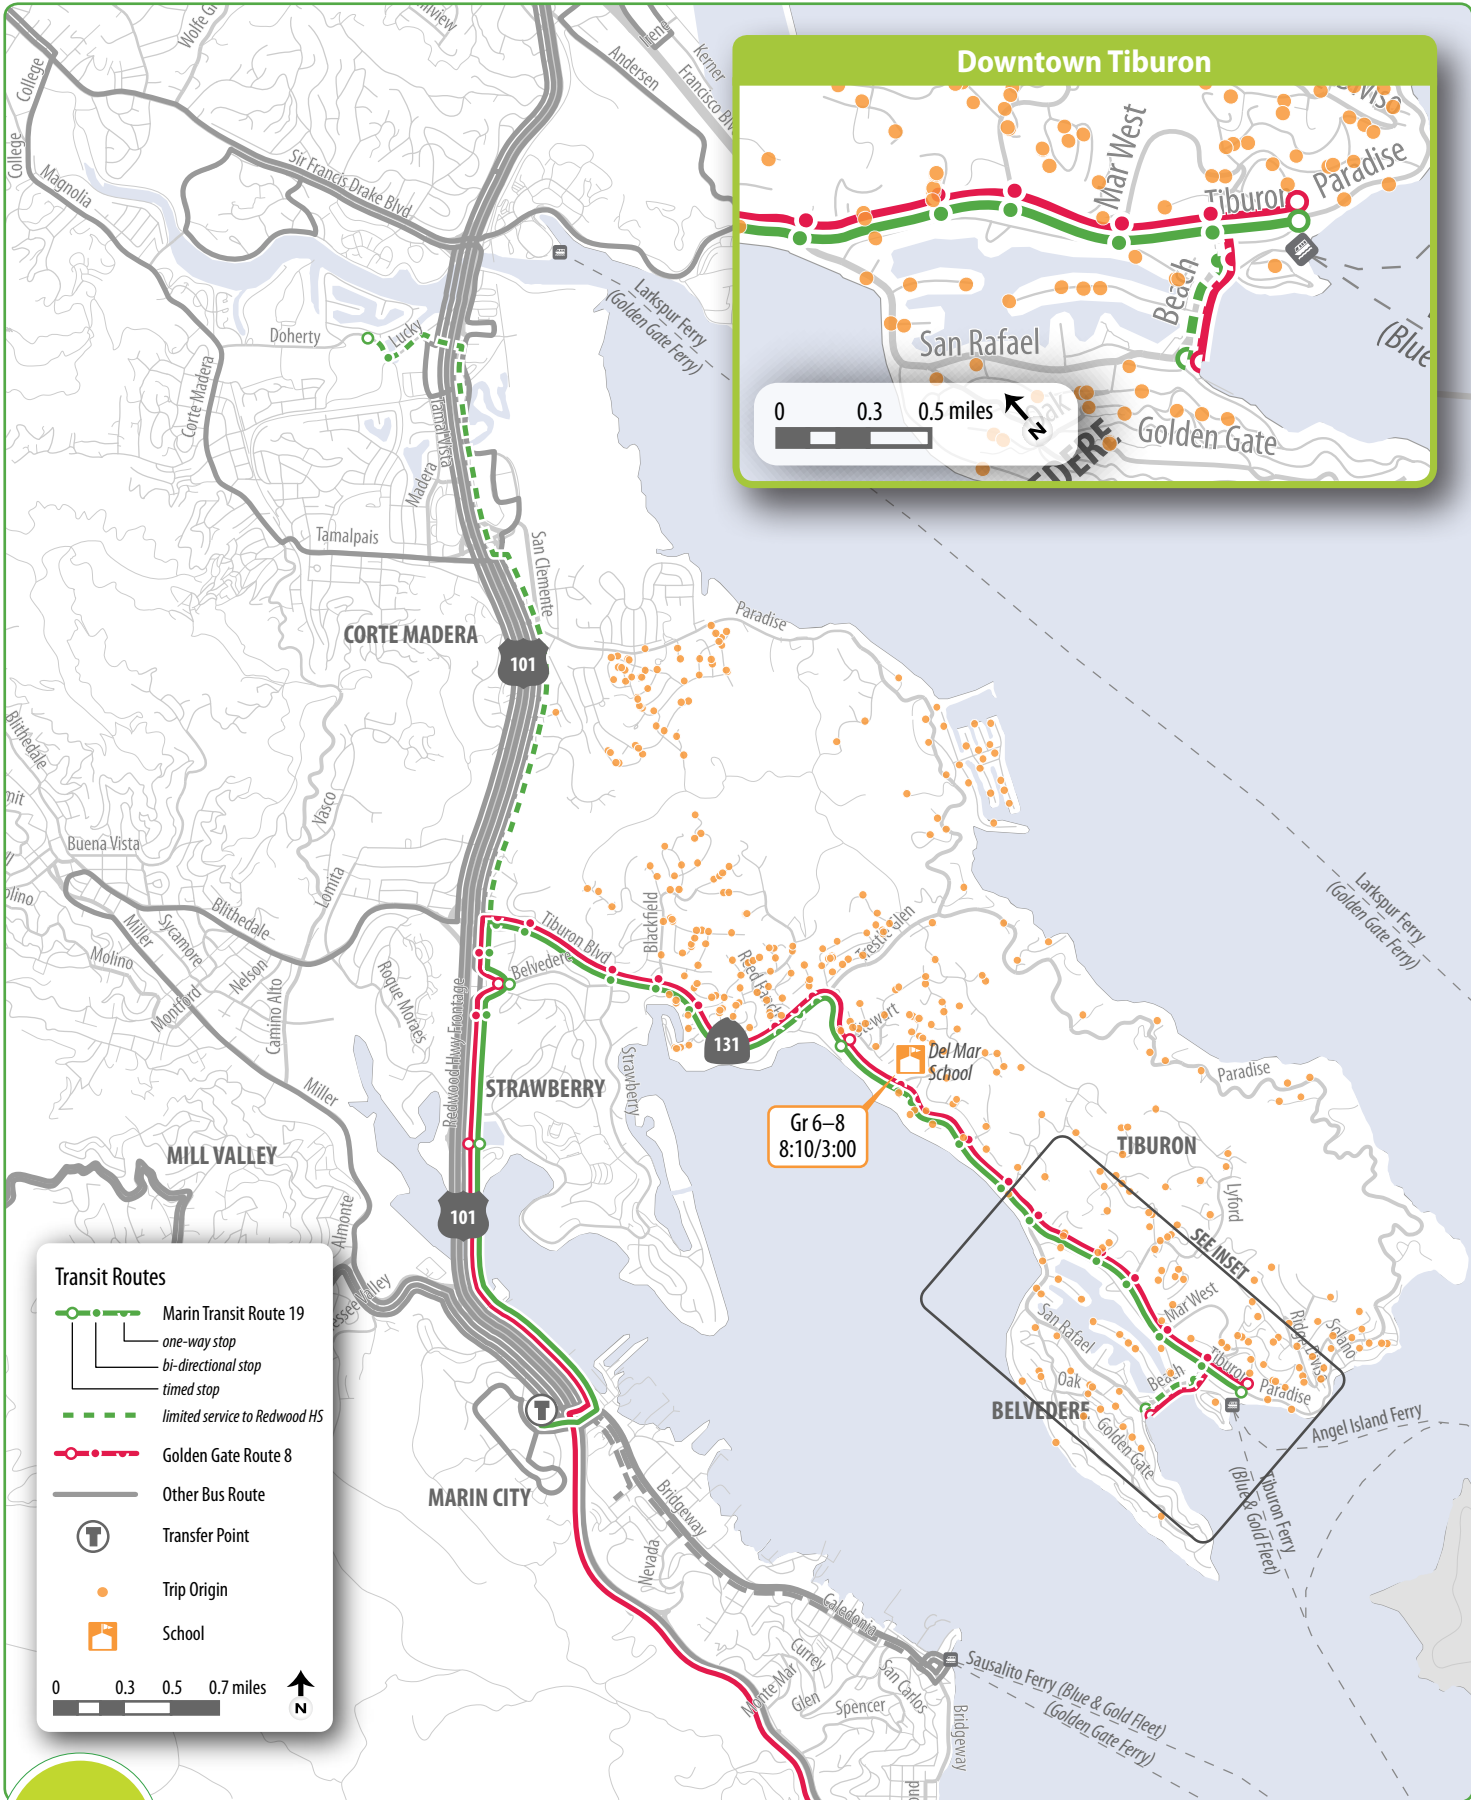 Downtown Tiburon
Mar West
Tiburon
Paradise
Beach
San Rafael
Golden Gate
(Blue
0 0.3 0.5 miles
N
College
College
Magnolia
Sir Francis Drake Blvd
Andersen
Kerner
Francisco Blv
Larkspur Ferry
(Golden Gate Ferry)
Doherty
Lucky
Corte Madera
Tamal Vista
Madera
Tamalpais
San Clemente
Paradise
CORTE MADERA
101
Blithedale
Vasco
Buena Vista
Lomita
Miller
Sycamore
Blithedale
Molino
Nelson
Montford
Camino Alto
Roque Moraes
Miller
Redwood Hwy Frontage
Tiburon Blvd
Belvedere
Blackfield
Trestle Glen
Stewart
131
Del Mar
School
Gr 6–8
8:10/3:00
Larkspur Ferry
(Golden Gate Ferry)
Paradise
STRAWBERRY
Strawberry
MILL VALLEY
101
Almonte
TIBURON
Lyford
SEE INSET
Mar West
San Rafael
Oak
BELVEDERE
Beach
Tiburon
Paradise
Solano
Golden Gate
Angel Island Ferry
Tiburon Ferry
(Blue & Gold Fleet)
T
MARIN CITY
Bridgeway
Nevada
Caledonia
Currey
Monte Mar
Glen
Spencer
San Carlos
Bridgeway
Sausalito Ferry (Blue & Gold Fleet)
(Golden Gate Ferry)
Transit Routes
Marin Transit Route 19
one-way stop
bi-directional stop
timed stop
limited service to Redwood HS
Golden Gate Route 8
Other Bus Route
T Transfer Point
Trip Origin
School
0 0.3 0.5 0.7 miles
N